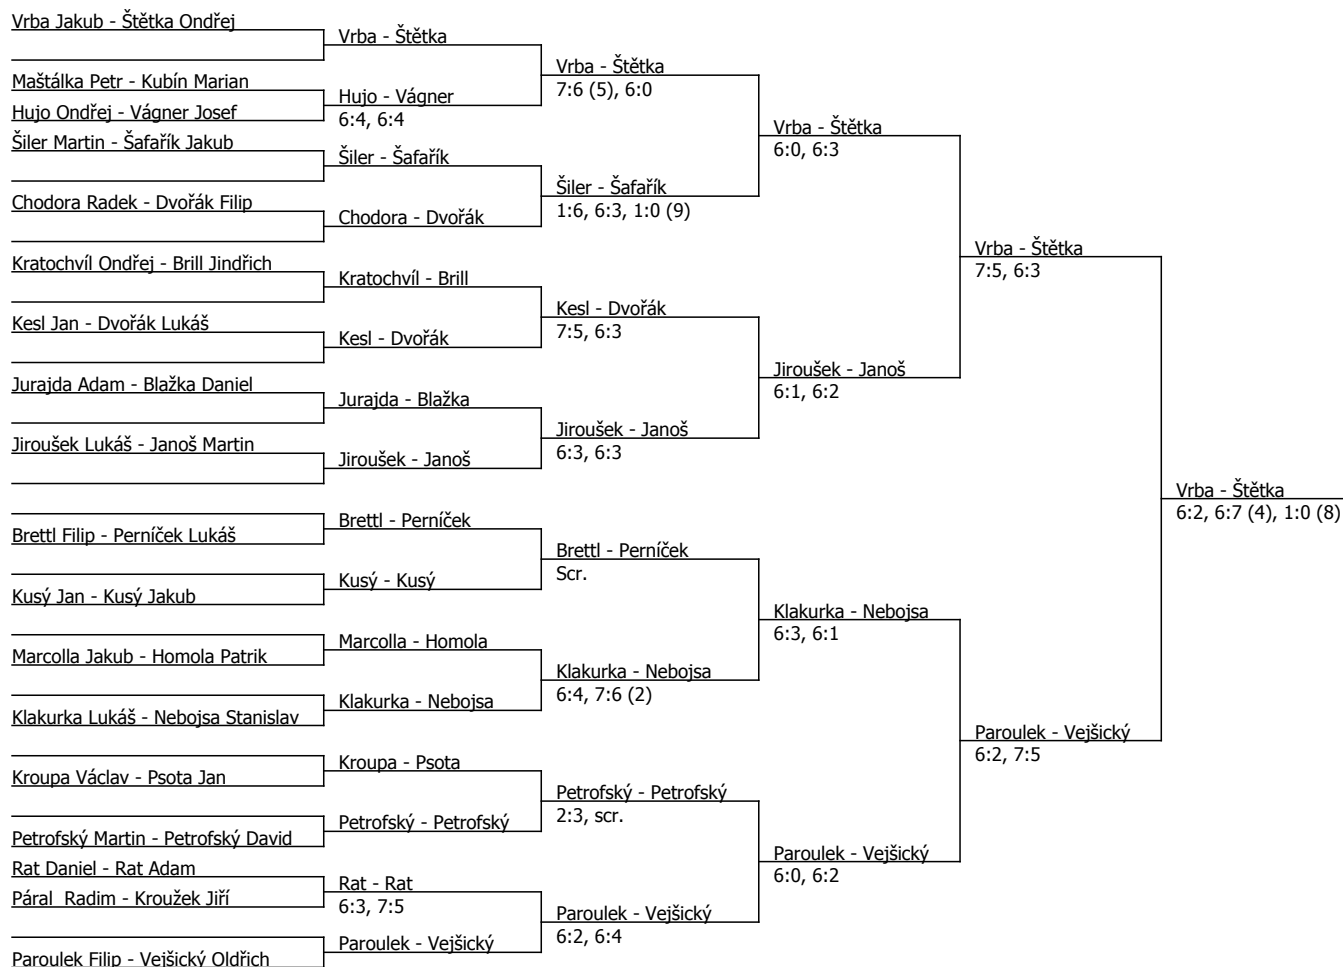 Vrba Jakub - Štětka Ondřej
Maštálka Petr - Kubín Marian
Hujo Ondřej - Vágner Josef
Šiler Martin - Šafařík Jakub
Chodora Radek - Dvořák Filip
Kratochvíl Ondřej - Brill Jindřich
Kesl Jan - Dvořák Lukáš
Jurajda Adam - Blažka Daniel
Jiroušek Lukáš - Janoš Martin
Brettl Filip - Perníček Lukáš
Kusý Jan - Kusý Jakub
Marcolla Jakub - Homola Patrik
Klakurka Lukáš - Nebojsa Stanislav
Kroupa Václav - Psota Jan
Petrofský Martin - Petrofský David
Rat Daniel - Rat Adam
Páral  Radim - Kroužek Jiří
Paroulek Filip - Vejšický Oldřich
Vrba - Štětka
Hujo - Vágner
6:4, 6:4
Šiler - Šafařík
Chodora - Dvořák
Kratochvíl - Brill
Kesl - Dvořák
Jurajda - Blažka
Jiroušek - Janoš
Brettl - Perníček
Kusý - Kusý
Marcolla - Homola
Klakurka - Nebojsa
Kroupa - Psota
Petrofský - Petrofský
Rat - Rat
6:3, 7:5
Paroulek - Vejšický
Vrba - Štětka
7:6 (5), 6:0
Šiler - Šafařík
1:6, 6:3, 1:0 (9)
Kesl - Dvořák
7:5, 6:3
Jiroušek - Janoš
6:3, 6:3
Brettl - Perníček
Scr.
Klakurka - Nebojsa
6:4, 7:6 (2)
Petrofský - Petrofský
2:3, scr.
Paroulek - Vejšický
6:2, 6:4
Vrba - Štětka
6:0, 6:3
Jiroušek - Janoš
6:1, 6:2
Klakurka - Nebojsa
6:3, 6:1
Paroulek - Vejšický
6:0, 6:2
Vrba - Štětka
7:5, 6:3
Paroulek - Vejšický
6:2, 7:5
Vrba - Štětka
6:2, 6:7 (4), 1:0 (8)